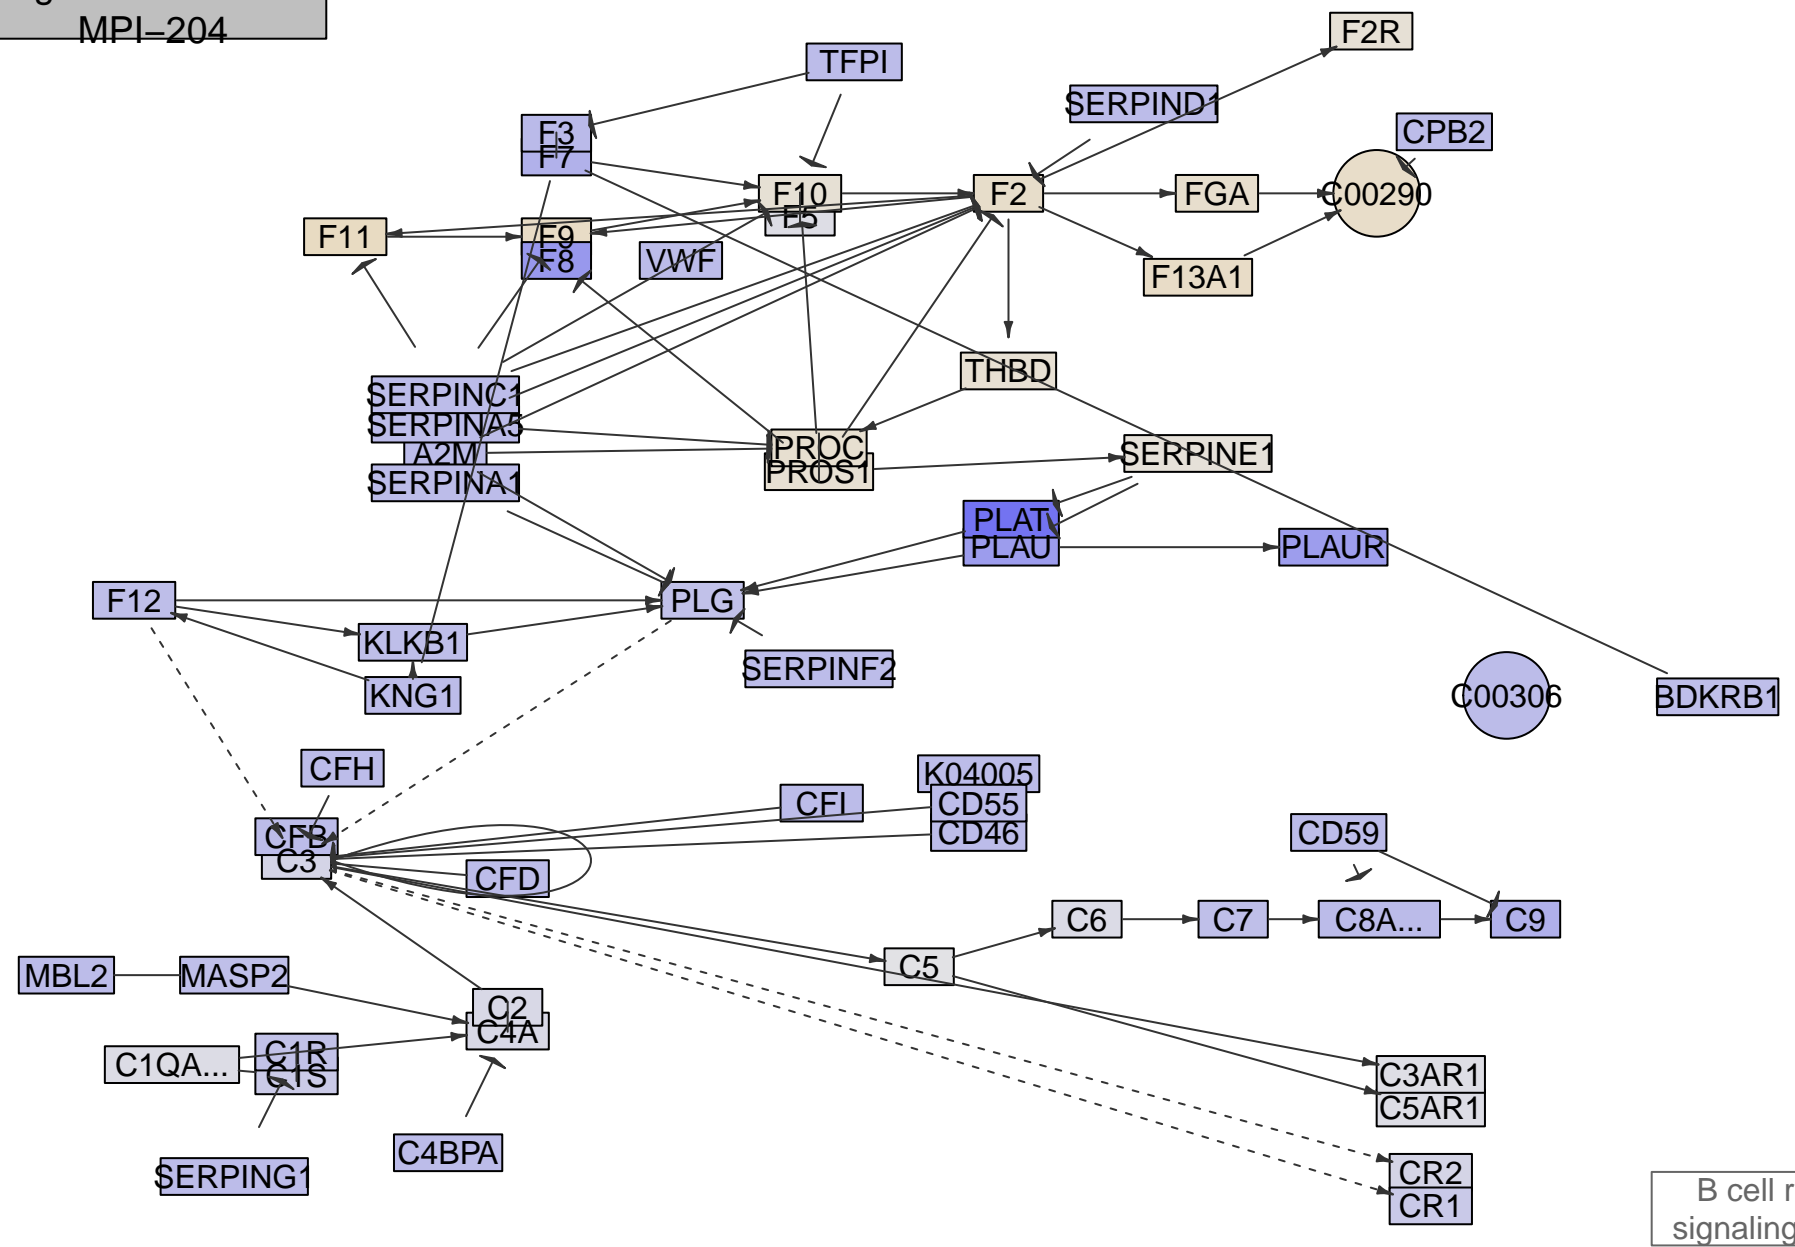 MPI−204
F2R
TFPI
SERPIND1
CPB2
F3
F7
F10
F5
F2
FGA
C00290
F11
F9
F8
VWF
F13A1
THBD
SERPINC1
SERPINA5
A2M
SERPINA1
PROC
PROS1
SERPINE1
PLAT
PLAU
PLAUR
F12
PLG
KLKB1
KNG1
SERPINF2
C00306
BDKRB1
CFH
K04005
CFI
CD55
CD46
CD59
CFB
C3
CFD
C6
C7
C8A...
C9
C5
MBL2
MASP2
C2
C4A
C1QA...
C1R
C1S
C3AR1
C5AR1
C4BPA
SERPING1
CR2
CR1
B cell r
signaling